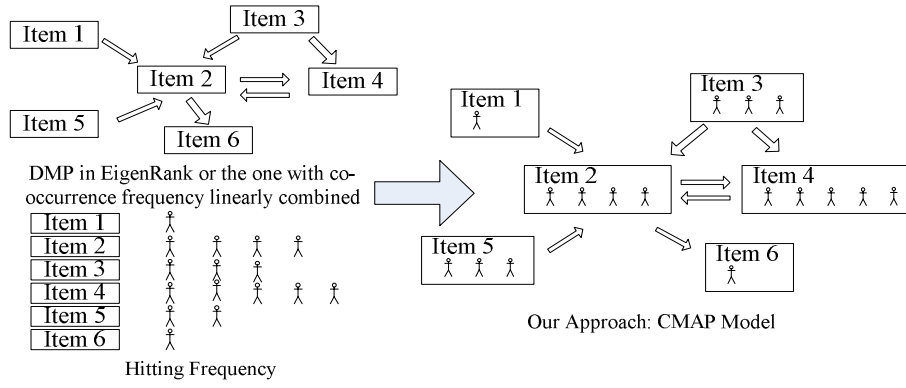 Item 1
Item 3
Item 2
Item 4
Item 5
Item 6
DMP in EigenRank or the one with co-
occurrence frequency linearly combined
Item 1
Item 2
Item 3
Item 4
Item 5
Item 6
Hitting Frequency
Item 1
Item 3
Item 2
Item 4
Item 5
Item 6
Our Approach: CMAP Model